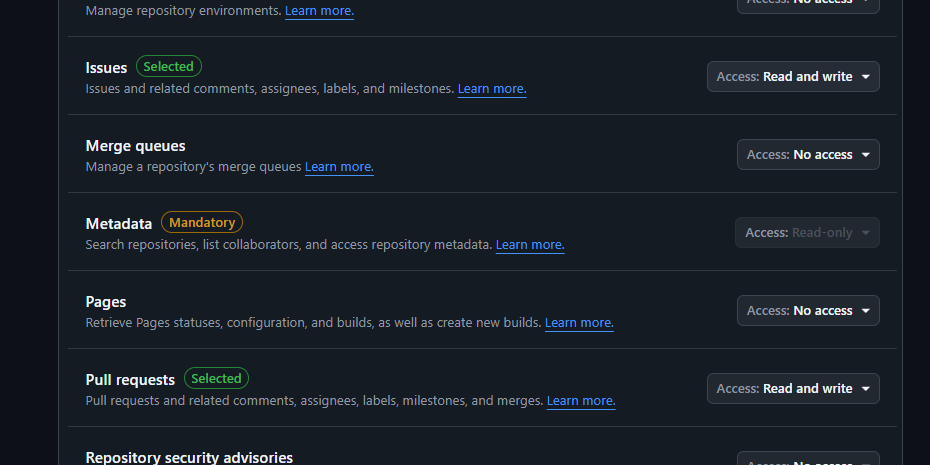 Access: No access
Manage repository environments. Learn more.
Issues Selected
Issues and related comments, assignees, labels, and milestones. Learn more.
Access: Read and write
Merge queues
Manage a repository's merge queues Learn more.
Access: No access
Metadata Mandatory
Search repositories, list collaborators, and access repository metadata. Learn more.
Access: Read-only
Pages
Retrieve Pages statuses, configuration, and builds, as well as create new builds. Learn more.
Access: No access
Pull requests Selected
Pull requests and related comments, assignees, labels, milestones, and merges. Learn more.
Access: Read and write
Repository security advisories
Access: No access